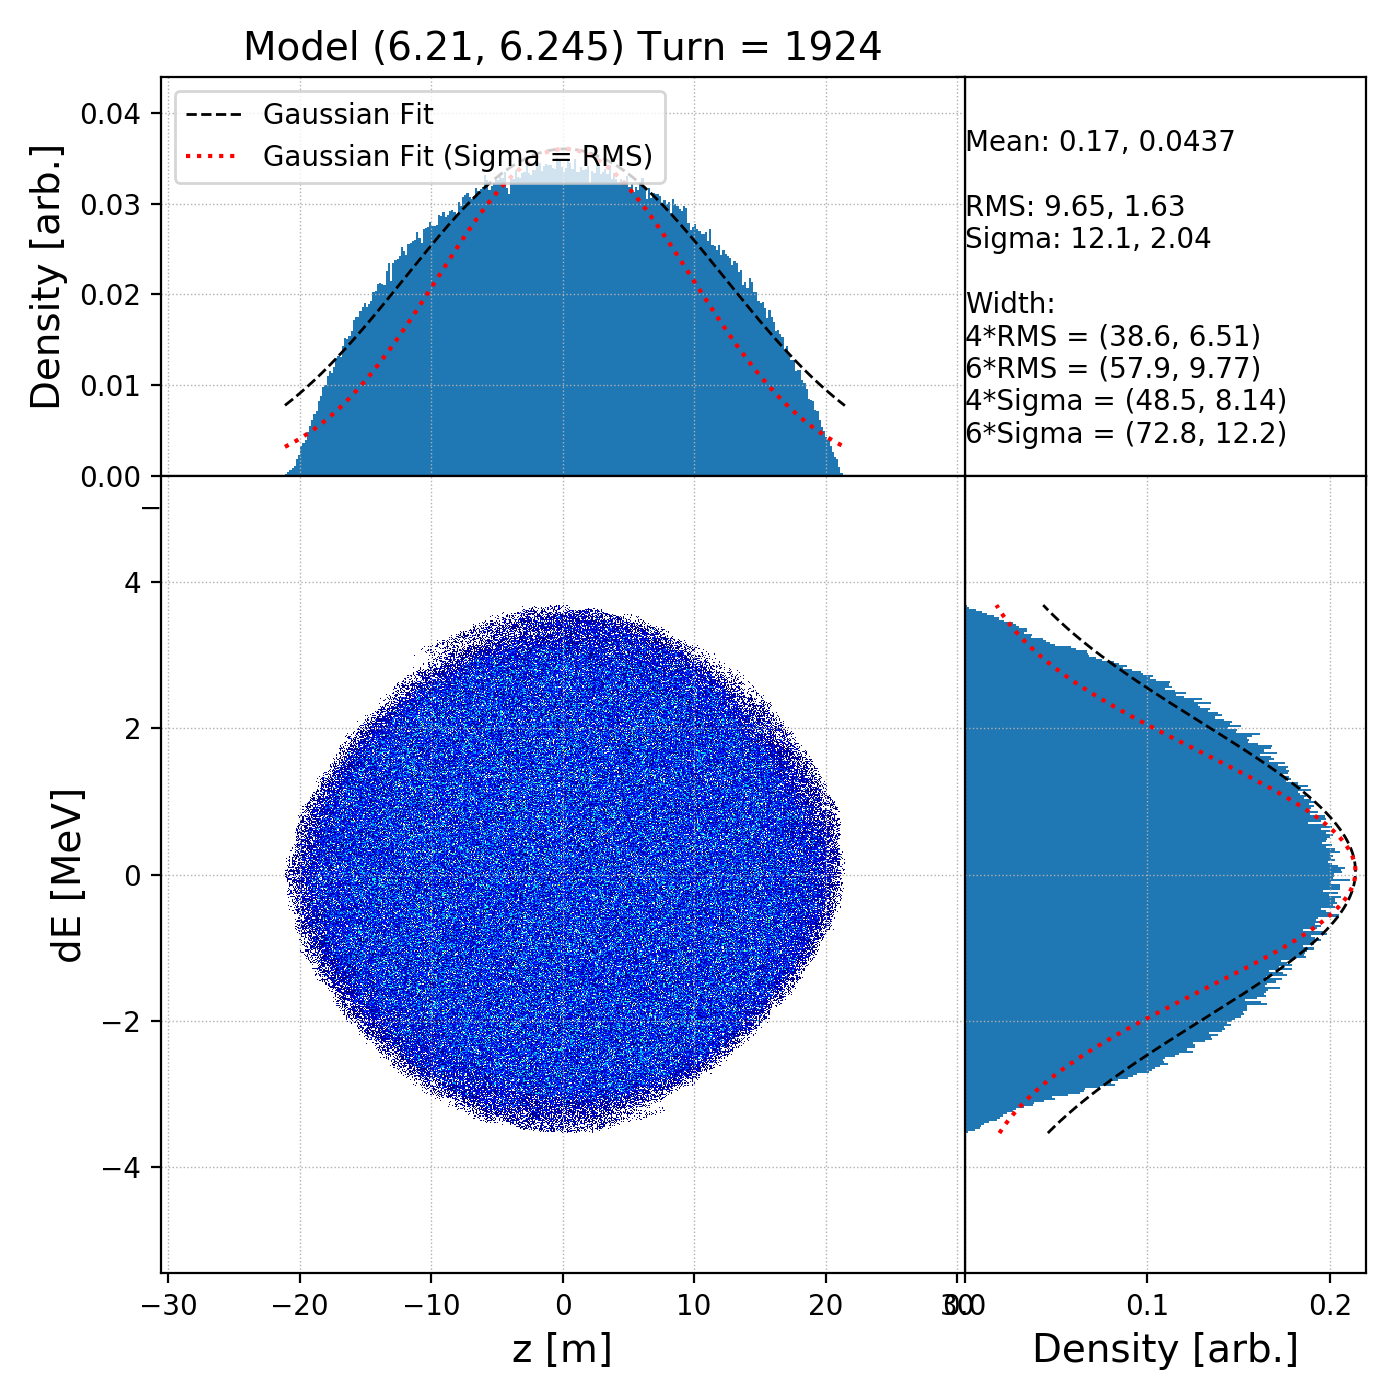 Model (6.21, 6.245) Turn = 1924
Gaussian Fit
Gaussian Fit (Sigma = RMS)
0.04
0.03
0.02
0.01
0.00
Density [arb.]
Mean: 0.17, 0.0437
RMS: 9.65, 1.63
Sigma: 12.1, 2.04
Width:
4*RMS = (38.6, 6.51)
6*RMS = (57.9, 9.77)
4*Sigma = (48.5, 8.14)
6*Sigma = (72.8, 12.2)
−
4
2
0
−2
−4
dE [MeV]
−30 −20 −10 0 10 20 30
z [m]
0.0 0.1 0.2
Density [arb.]